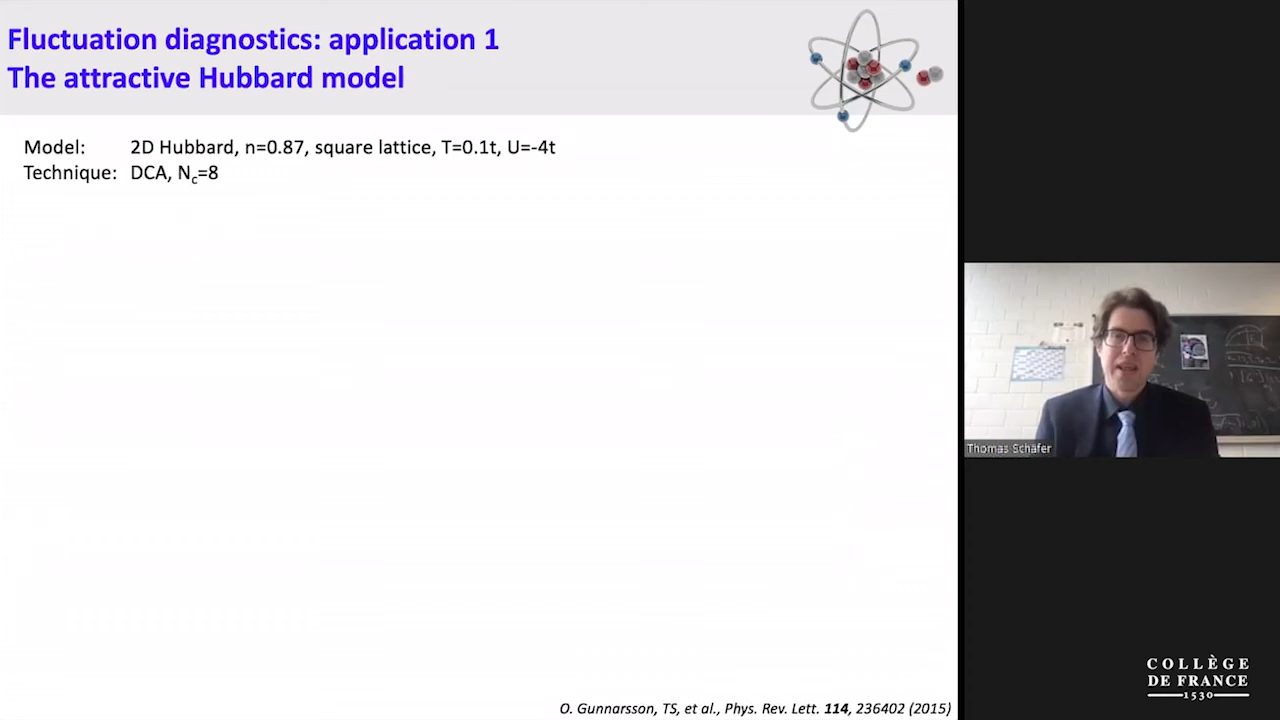 Fluctuation diagnostics: application 1
The attractive Hubbard model
Model: 2D Hubbard, n=0.87, square lattice, T=0.1t, U=-4t
Technique: DCA, Nc=8
O. Gunnarsson, TS, et al., Phys. Rev. Lett. 114, 236402 (2015)
Thomas Schäfer
COLLÈGE
DE FRANCE
1530